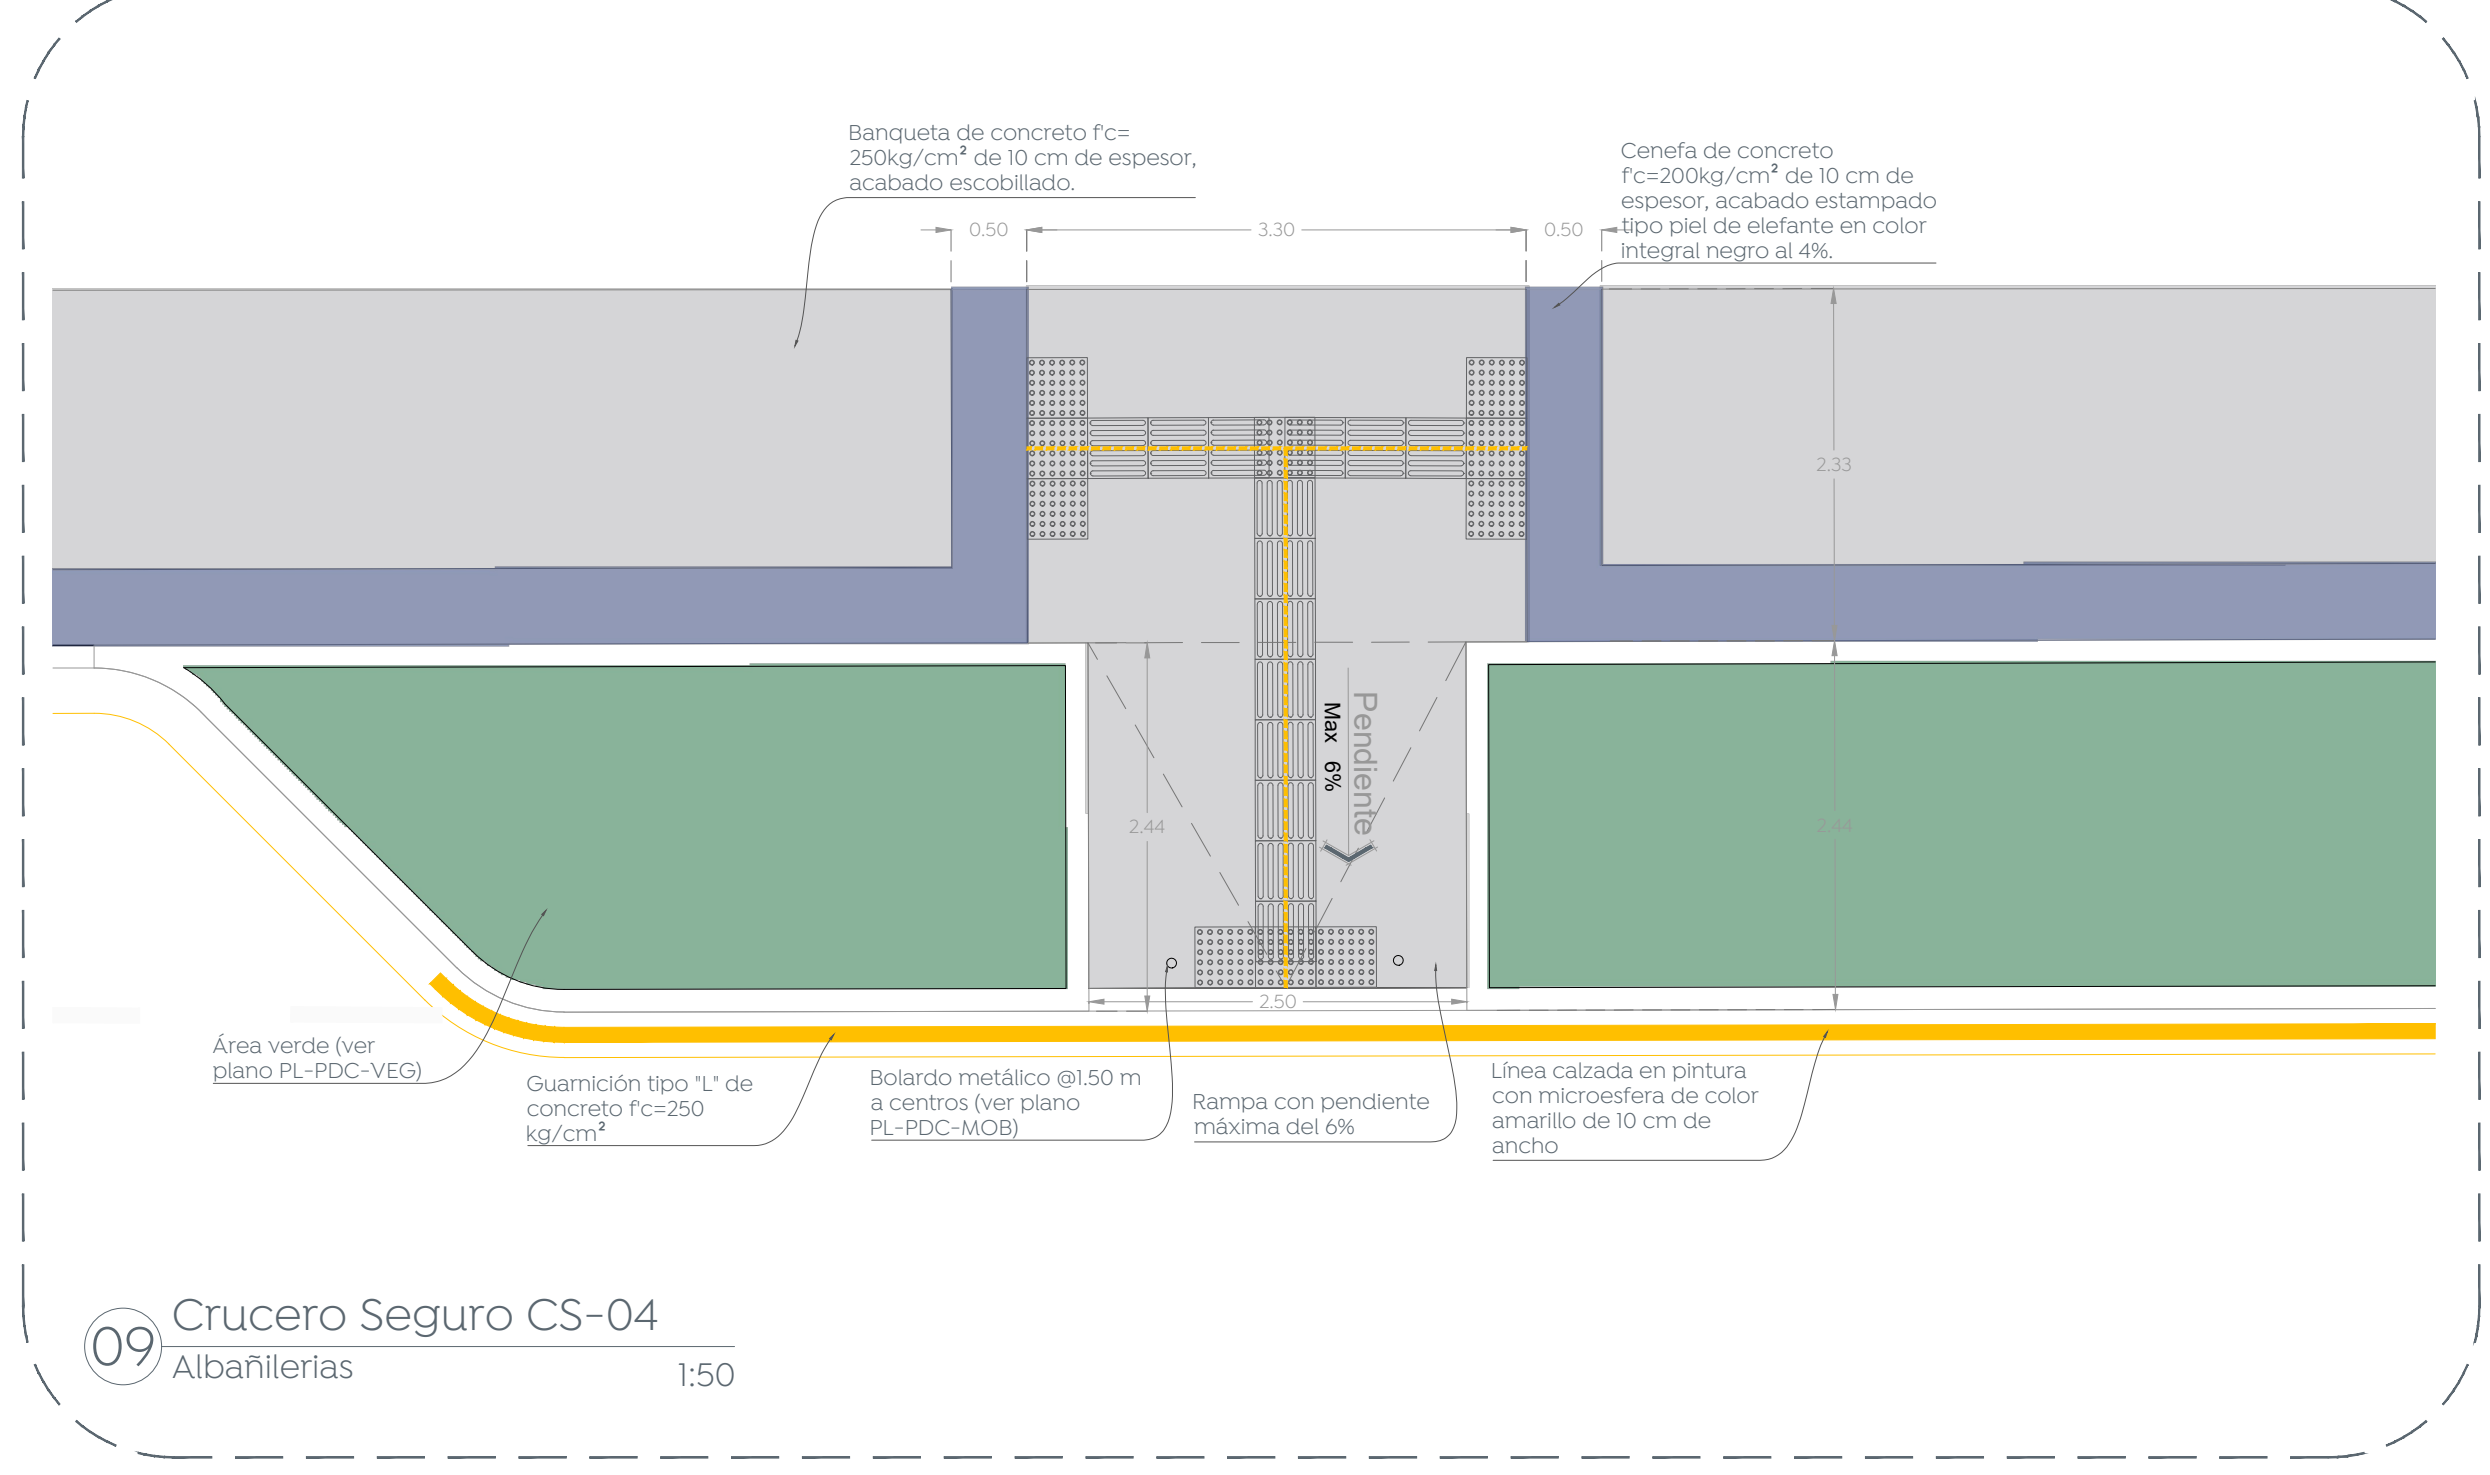 Banqueta de concreto f'c=
250kg/cm² de 10 cm de espesor,
acabado escobillado.
Cenefa de concreto
f'c=200kg/cm² de 10 cm de
espesor, acabado estampado
tipo piel de elefante en color
integral negro al 4%.
0.50
3.30
0.50
2.33
Pendiente
Max 6%
2.44
2.44
2.50
Área verde (ver
plano PL-PDC-VEG)
Guarnición tipo "L" de
concreto f'c=250
kg/cm²
Bolardo metálico @1.50 m
a centros (ver plano
PL-PDC-MOB)
Rampa con pendiente
máxima del 6%
Línea calzada en pintura
con microesfera de color
amarillo de 10 cm de
ancho
09
Crucero Seguro CS-04
Albañilerias
1:50